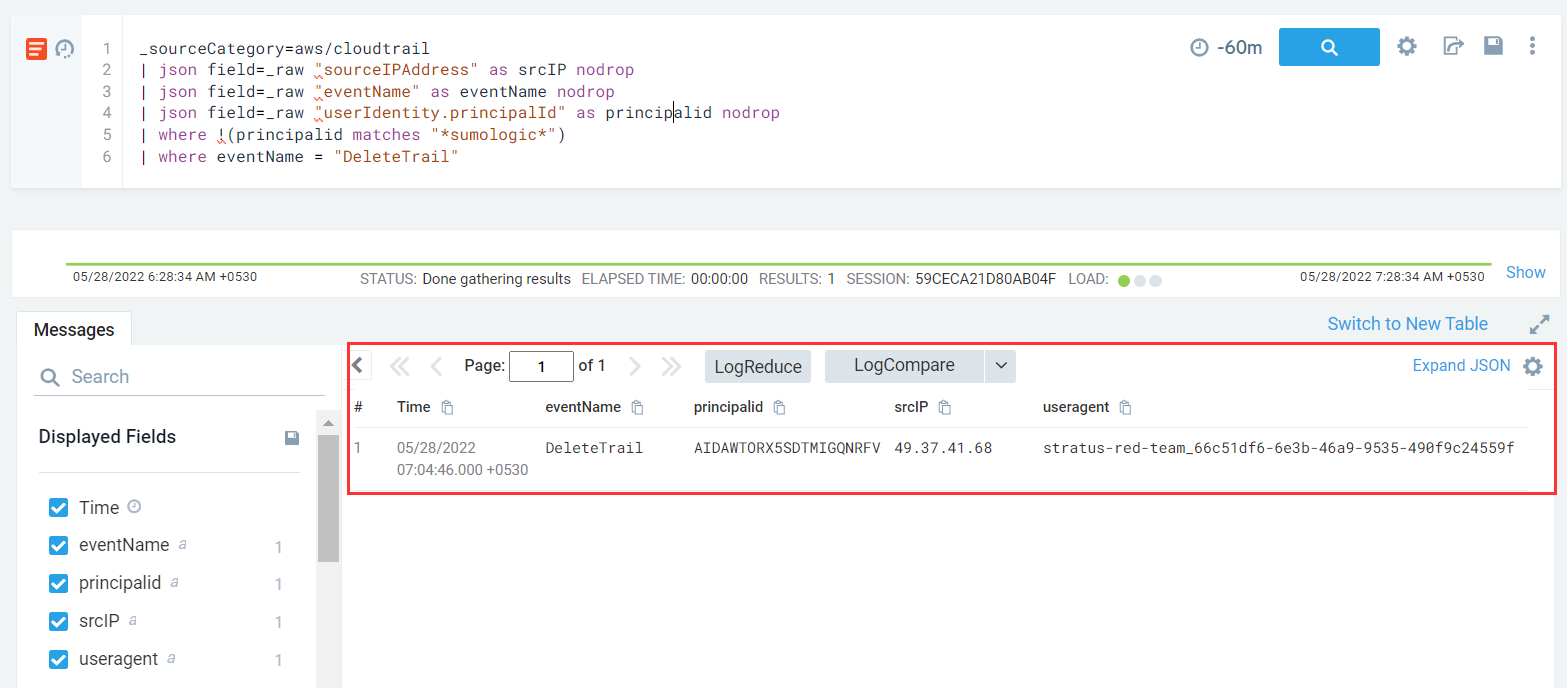 1 _sourceCategory=aws/cloudtrail
2 | json field=_raw "sourceIPAddress" as srcIP nodrop
3 | json field=_raw "eventName" as eventName nodrop
4 | json field=_raw "userIdentity.principalId" as principalid nodrop
5 | where !(principalid matches "*sumologic*")
6 | where eventName = "DeleteTrail"
-60m
05/28/2022 6:28:34 AM +0530 STATUS: Done gathering results ELAPSED TIME: 00:00:00 RESULTS: 1 SESSION: 59CECA21D80AB04F LOAD: 05/28/2022 7:28:34 AM +0530 Show
Messages
Switch to New Table
Search
Displayed Fields
Time
eventName a 1
principalid a 1
srcIP a 1
useragent a 1
Page: 1 of 1 LogReduce LogCompare Expand JSON
# Time eventName principalid srcIP useragent
1 05/28/2022 DeleteTrail AIDAWTORX5SDTMIGQNRFV 49.37.41.68 stratus-red-team_66c51df6-6e3b-46a9-9535-490f9c24559f
07:04:46.000 +0530